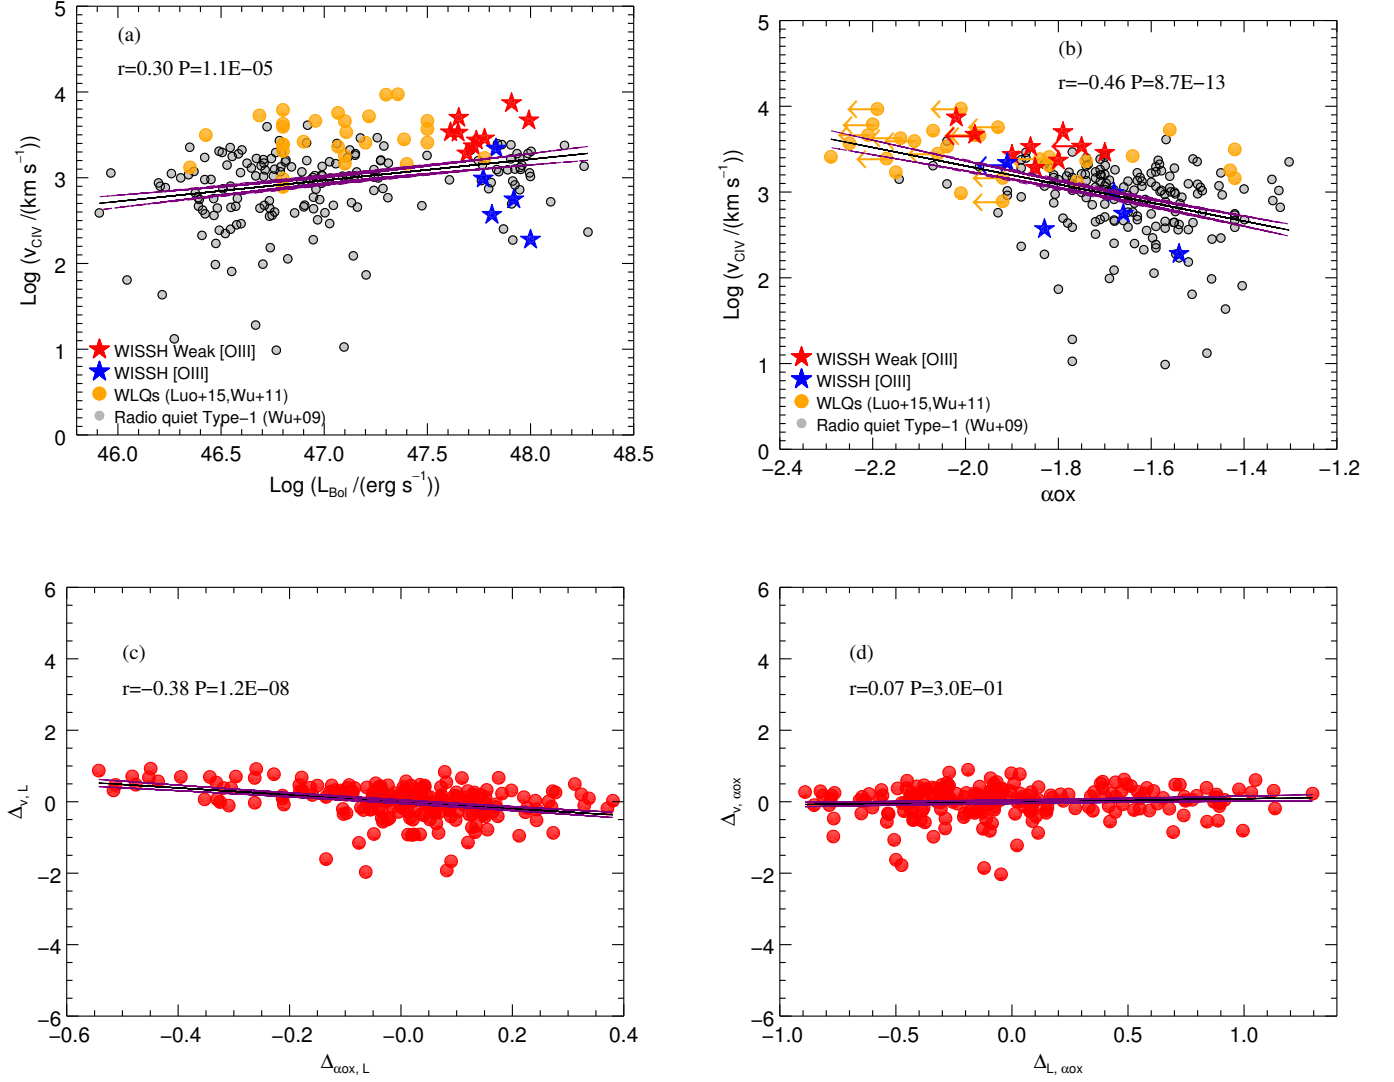 (a)
r=0.30 P=1.1E−05
5
4
3
2
1
0
Log (vCIV /(km s−1))
WISSH Weak [OIII]
WISSH [OIII]
WLQs (Luo+15,Wu+11)
Radio quiet Type−1 (Wu+09)
46.0 46.5 47.0 47.5 48.0 48.5
Log (LBol /(erg s−1))
(b)
r=−0.46 P=8.7E−13
5
4
3
2
1
0
Log (vCIV /(km s−1))
WISSH Weak [OIII]
WISSH [OIII]
WLQs (Luo+15,Wu+11)
Radio quiet Type−1 (Wu+09)
−2.4 −2.2 −2.0 −1.8 −1.6 −1.4 −1.2
αox
(c)
r=−0.38 P=1.2E−08
6
4
2
0
−2
−4
−6
Δv, L
−0.6 −0.4 −0.2 −0.0 0.2 0.4
Δαox, L
(d)
r=0.07 P=3.0E−01
6
4
2
0
−2
−4
−6
Δv, αox
−1.0 −0.5 0.0 0.5 1.0
ΔL, αox